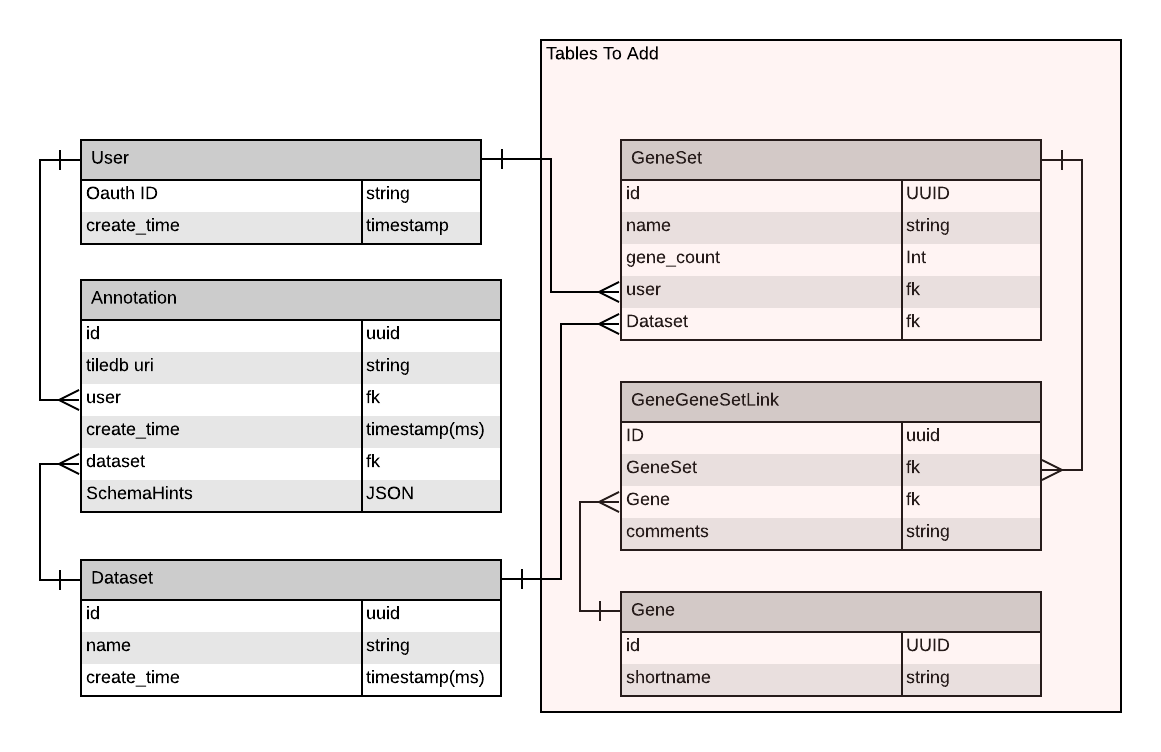 Tables To Add
User
Oauth ID string
create_time timestamp
Annotation
id uuid
tiledb uri string
user fk
create_time timestamp(ms)
dataset fk
SchemaHints JSON
Dataset
id uuid
name string
create_time timestamp(ms)
GeneSet
id UUID
name string
gene_count Int
user fk
Dataset fk
GeneGeneSetLink
ID uuid
GeneSet fk
Gene fk
comments string
Gene
id UUID
shortname string